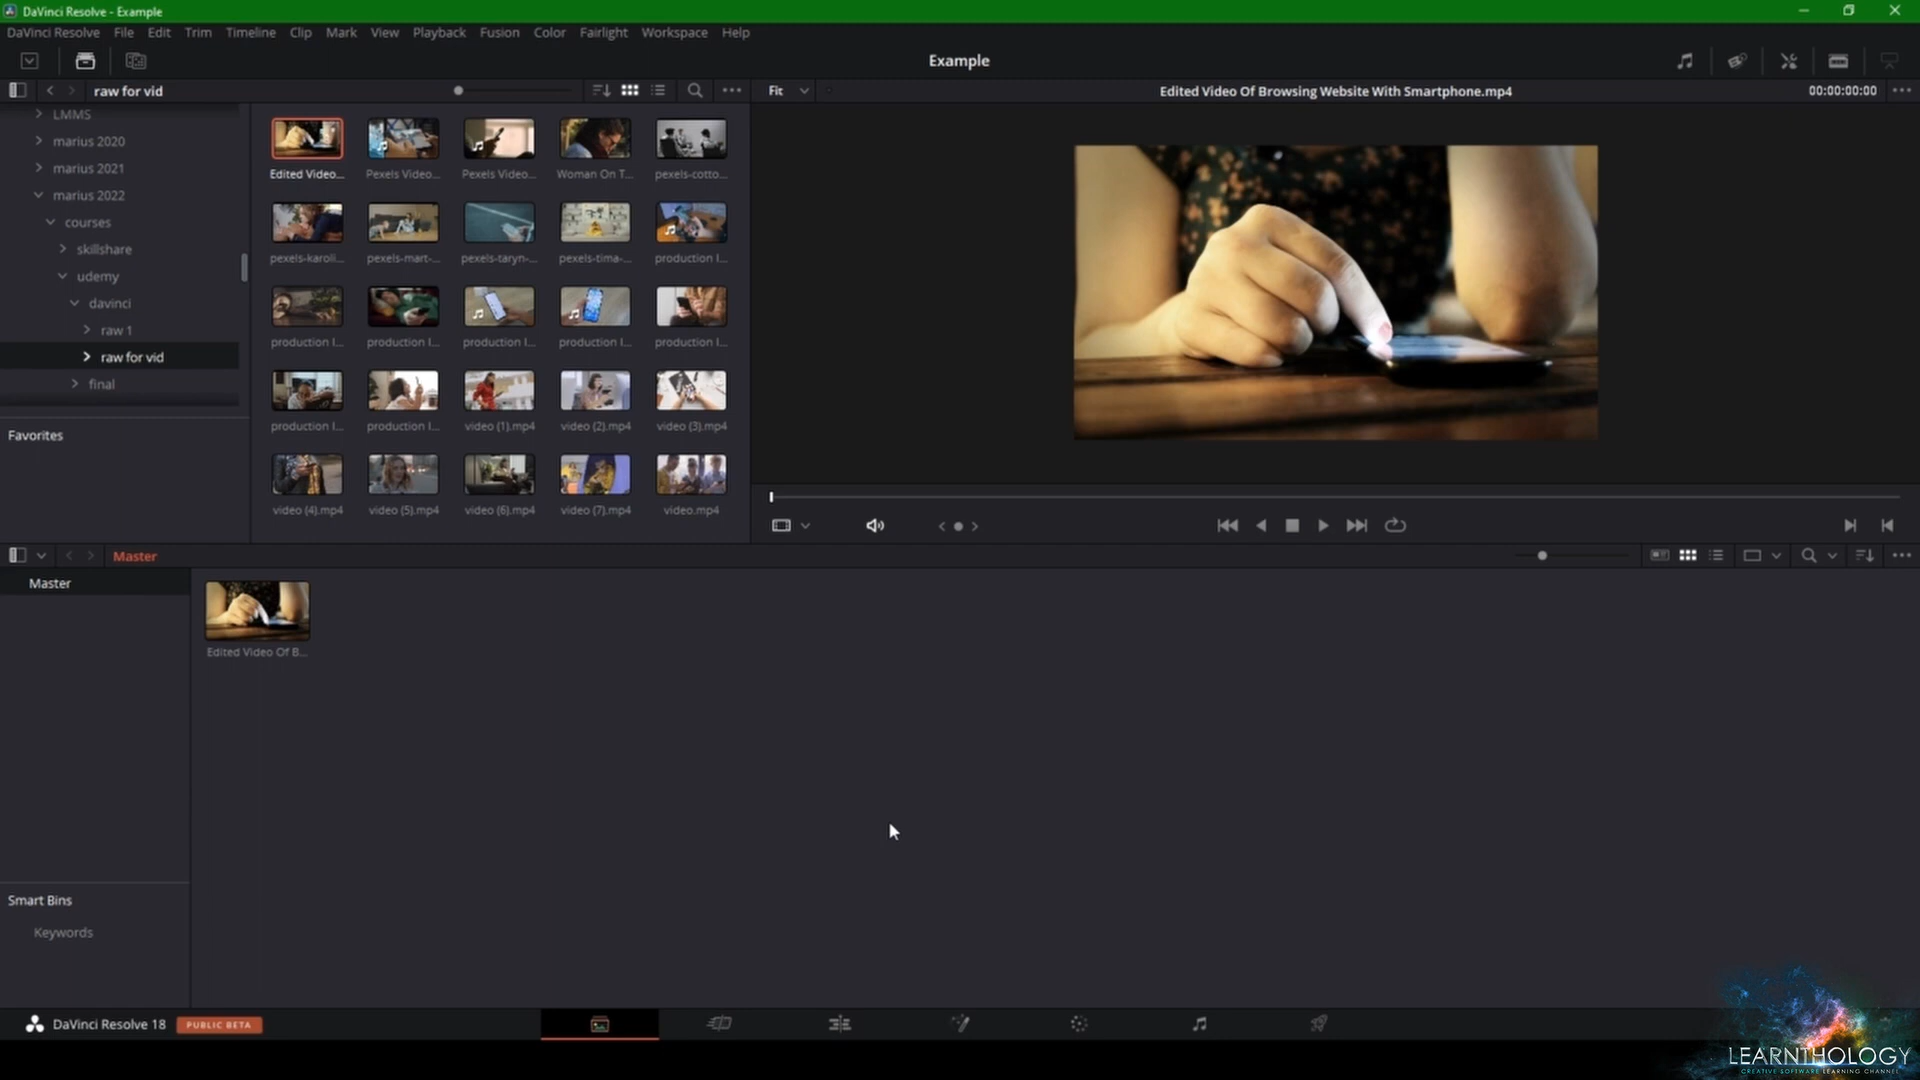 DaVinci Resolve - Example
DaVinci Resolve File Edit Trim Timeline Clip Mark View Playback Fusion Color Fairlight Workspace Help
Example
raw for vid
Fit
Edited Video Of Browsing Website With Smartphone.mp4
00:00:00:00
LMMS
marius 2020
marius 2021
marius 2022
courses
skillshare
udemy
davinci
raw 1
raw for vid
final
Favorites
Edited Video... Pexels Video... Pexels Video... Woman On T... pexels-cotto...
pexels-karoli... pexels-mart-... pexels-taryn-... pexels-tima-... production I...
production I... production I... production I... production I... production I...
production I... production I... video (1).mp4 video (2).mp4 video (3).mp4
video (4).mp4 video (5).mp4 video (6).mp4 video (7).mp4 video.mp4
Master
Master
Edited Video Of B...
Smart Bins
Keywords
DaVinci Resolve 18 PUBLIC BETA
LEARNTHOLOGY
CREATIVE SOFTWARE LEARNING CHANNEL